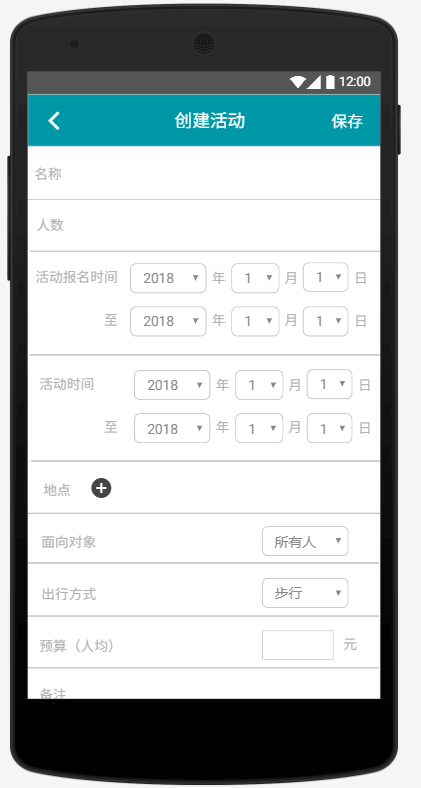 12:00
创建活动 保存
名称
人数
活动报名时间 2018 年 1 月 1 日
至 2018 年 1 月 1 日
活动时间 2018 年 1 月 1 日
至 2018 年 1 月 1 日
地点
面向对象 所有人
出行方式 步行
预算（人均） 元
备注